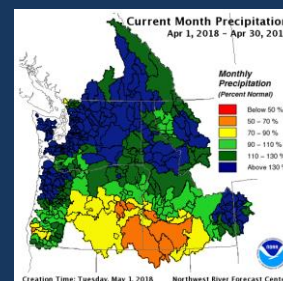 Current Month Precipitation
Apr 1, 2018 - Apr 30, 201
Monthly
Precipitation
(Percent Normal)
Below 50 %
50 - 70 %
70 - 90 %
90 - 110 %
110 - 130 %
Above 130 %
noaa
Creation Time: Tuesday, May 1, 2018 Northwest River Forecast Cente